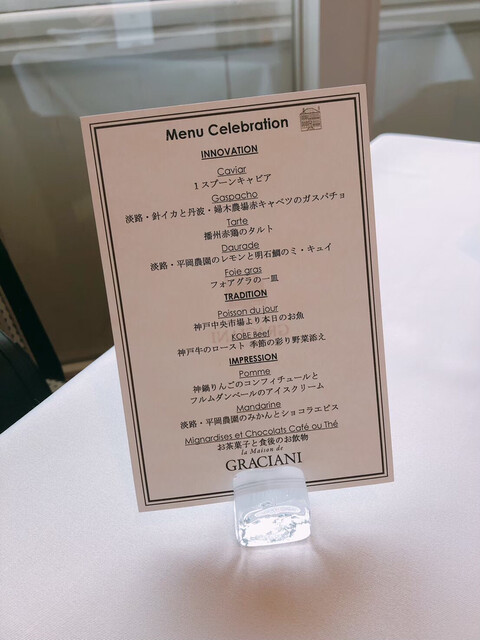 Menu Celebration
INNOVATION
Caviar
1スプーンキャビア
Gaspacho
淡路・針イカと丹波・婦木農場赤キャベツのガスパチョ
Tarte
播州赤鶏のタルト
Daurade
淡路・平岡農園のレモンと明石鯛のミ・キュイ
Foie gras
フォアグラの一皿
TRADITION
Poisson du jour
神戸中央市場より本日のお魚
KOBE Beef
神戸牛のロースト 季節の彩り野菜添え
IMPRESSION
Pomme
神鍋りんごのコンフィチュールと
フルムダンベールのアイスクリーム
Mandarine
淡路・平岡農園のみかんとショコラエピス
Mignardises et Chocolats Café ou Thé
お茶菓子と食後のお飲物
la Maison de
GRACIANI